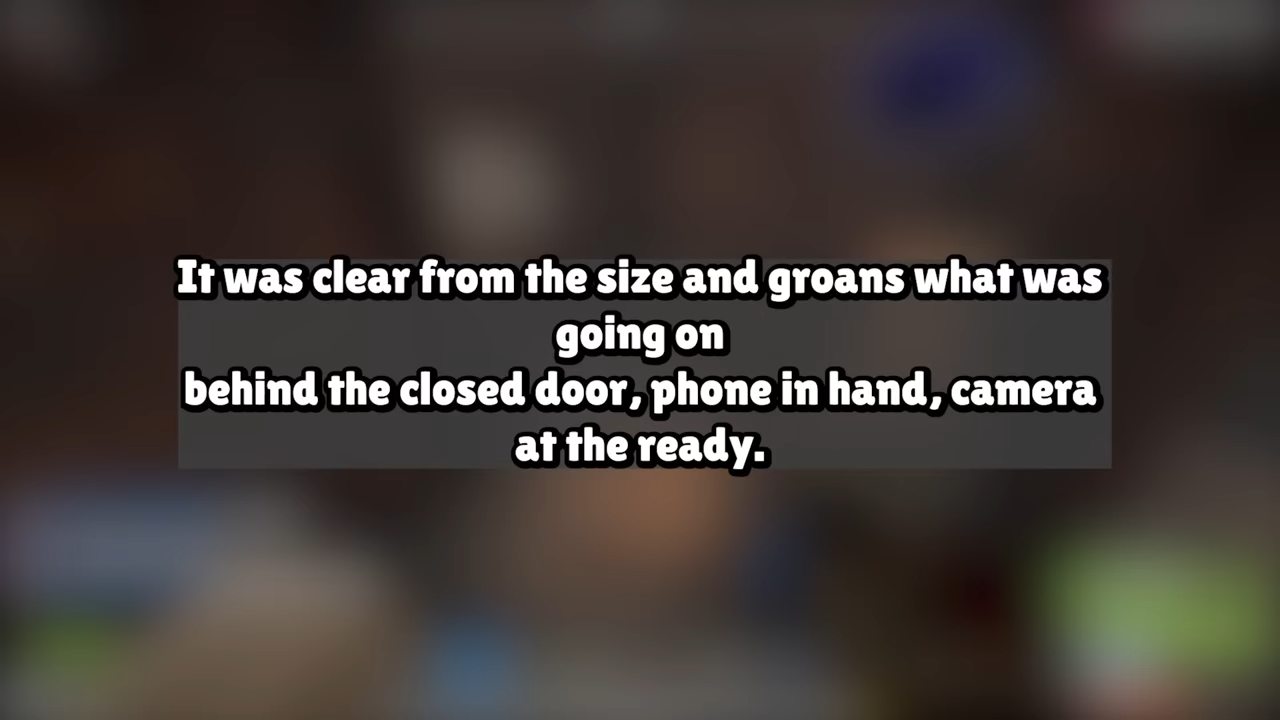 It was clear from the size and groans what was
going on
behind the closed door, phone in hand, camera
at the ready.